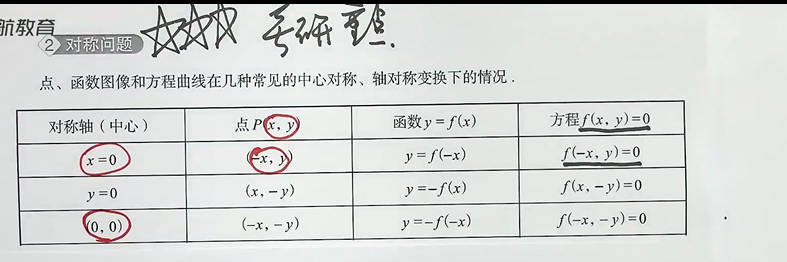 航教育
2 对称问题 考研重点.
点、函数图像和方程曲线在几种常见的中心对称、轴对称变换下的情况.
对称轴(中心) 点P(x, y) 函数y=f(x) 方程f(x, y)=0
x=0 (-x, y) y=f(-x) f(-x, y)=0
y=0 (x, -y) y=-f(x) f(x, -y)=0
(0, 0) (-x, -y) y=-f(-x) f(-x, -y)=0